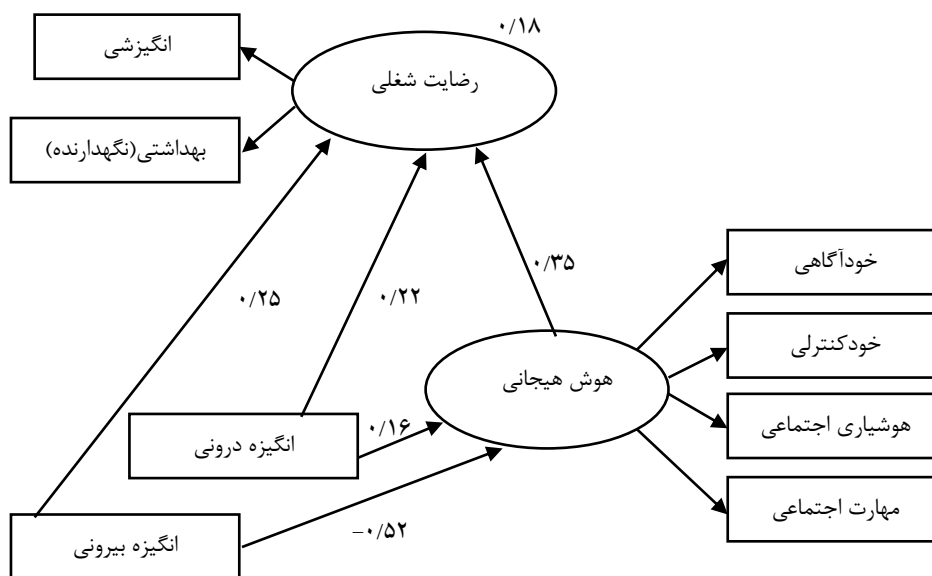 ۰/۱۸
انگیزشی
رضایت شغلی
بهداشتی(نگهدارنده)
خودآگاهی
۰/۳۵
۰/۲۵
۰/۲۲
خودکنترلی
هوش هیجانی
هوشیاری اجتماعی
۰/۱۶
انگیزه درونی
مهارت اجتماعی
انگیزه بیرونی
–۰/۵۲